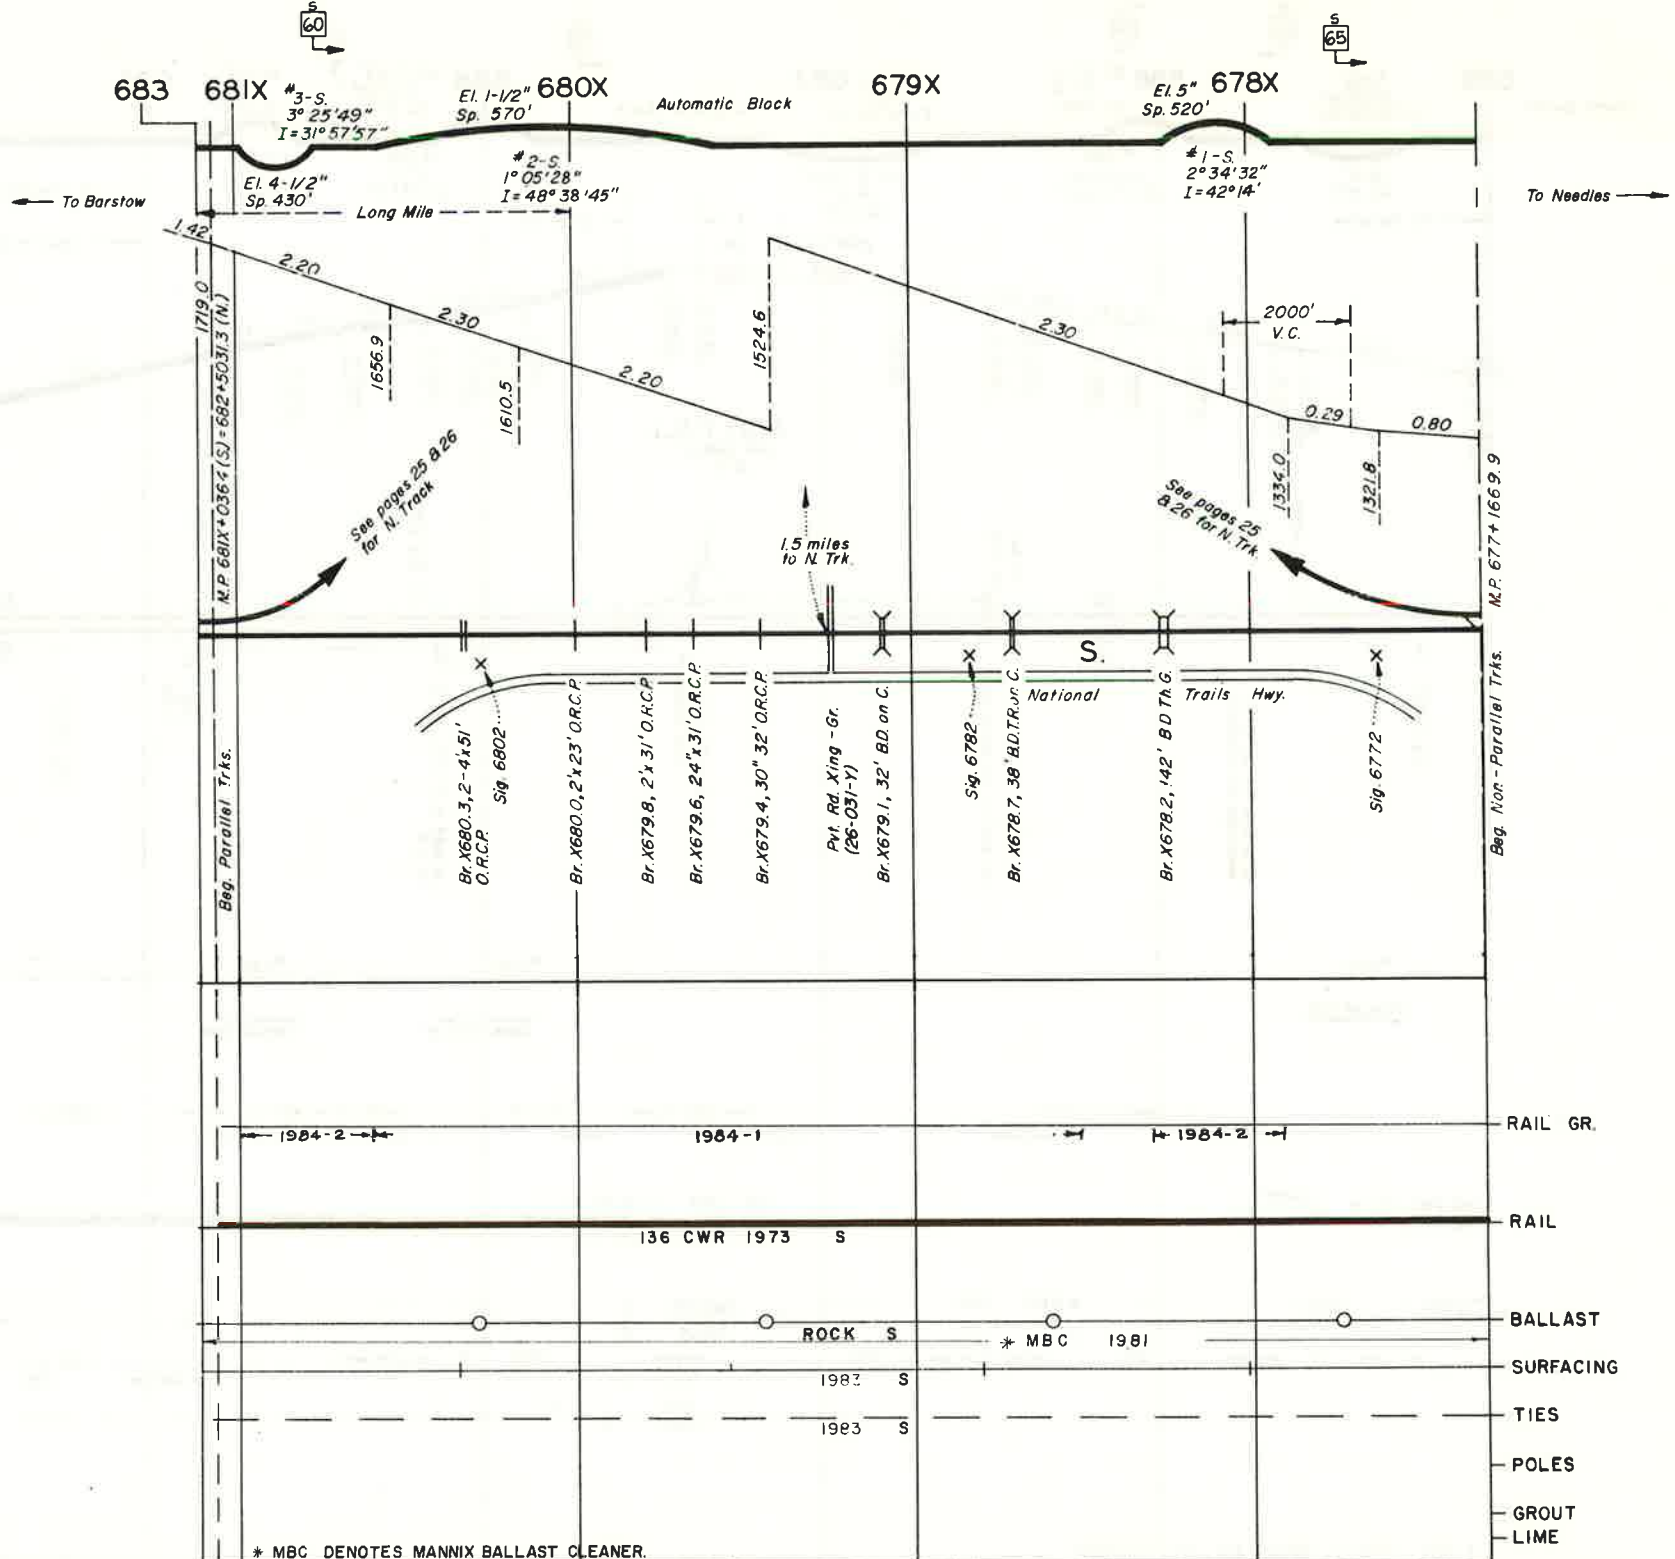 S
60
S
65
683
681X
680X
679X
678X
#3-S.
3° 25'49"
I=31°57'57"
El. 1-1/2"
Sp. 570'
Automatic Block
El. 5"
Sp. 520'
El. 4-1/2"
Sp. 430'
#2-S.
1° 05'28"
I=48°38'45"
#1-S.
2°34'32"
I=42°14'
To Barstow
Long Mile
To Needles
1.42
2.20
2.30
2.20
2.30
2000'
V.C.
0.29
0.80
1719.0
M.P. 681X+036.4 (S.)=682+5031.3 (N.)
1656.9
1610.5
1524.6
1334.0
1321.8
M.P. 677+1669.9
See pages 25 & 26
for N. Track
1.5 miles
to N. Trk.
See pages 25
& 26 for N. Trk.
S.
National Trails Hwy.
Beg. Parallel Trks.
Br. X680.3, 2-4'x51'
O.R.C.P.
Sig. 6802
Br. X680.0, 2'x23' O.R.C.P.
Br. X679.8, 2'x31' O.R.C.P.
Br. X679.6, 24"x31' O.R.C.P.
Br. X679.4, 30" 32' O.R.C.P.
Pvt. Rd. Xing - Gr.
(26-031-Y)
Br. X679.1, 32' B.D. on C.
Sig. 6782
Br. X678.7, 38' B.D.T.R. on C.
Br. X678.2, 142' B D Th. G.
Sig. 6772
Beg. Non-Parallel Trks.
RAIL GR.
1984-2
1984-1
1984-2
RAIL
136 CWR 1973 S
BALLAST
ROCK S
* MBC 1981
SURFACING
1983 S
TIES
1983 S
POLES
GROUT
LIME
* MBC DENOTES MANNIX BALLAST CLEANER.